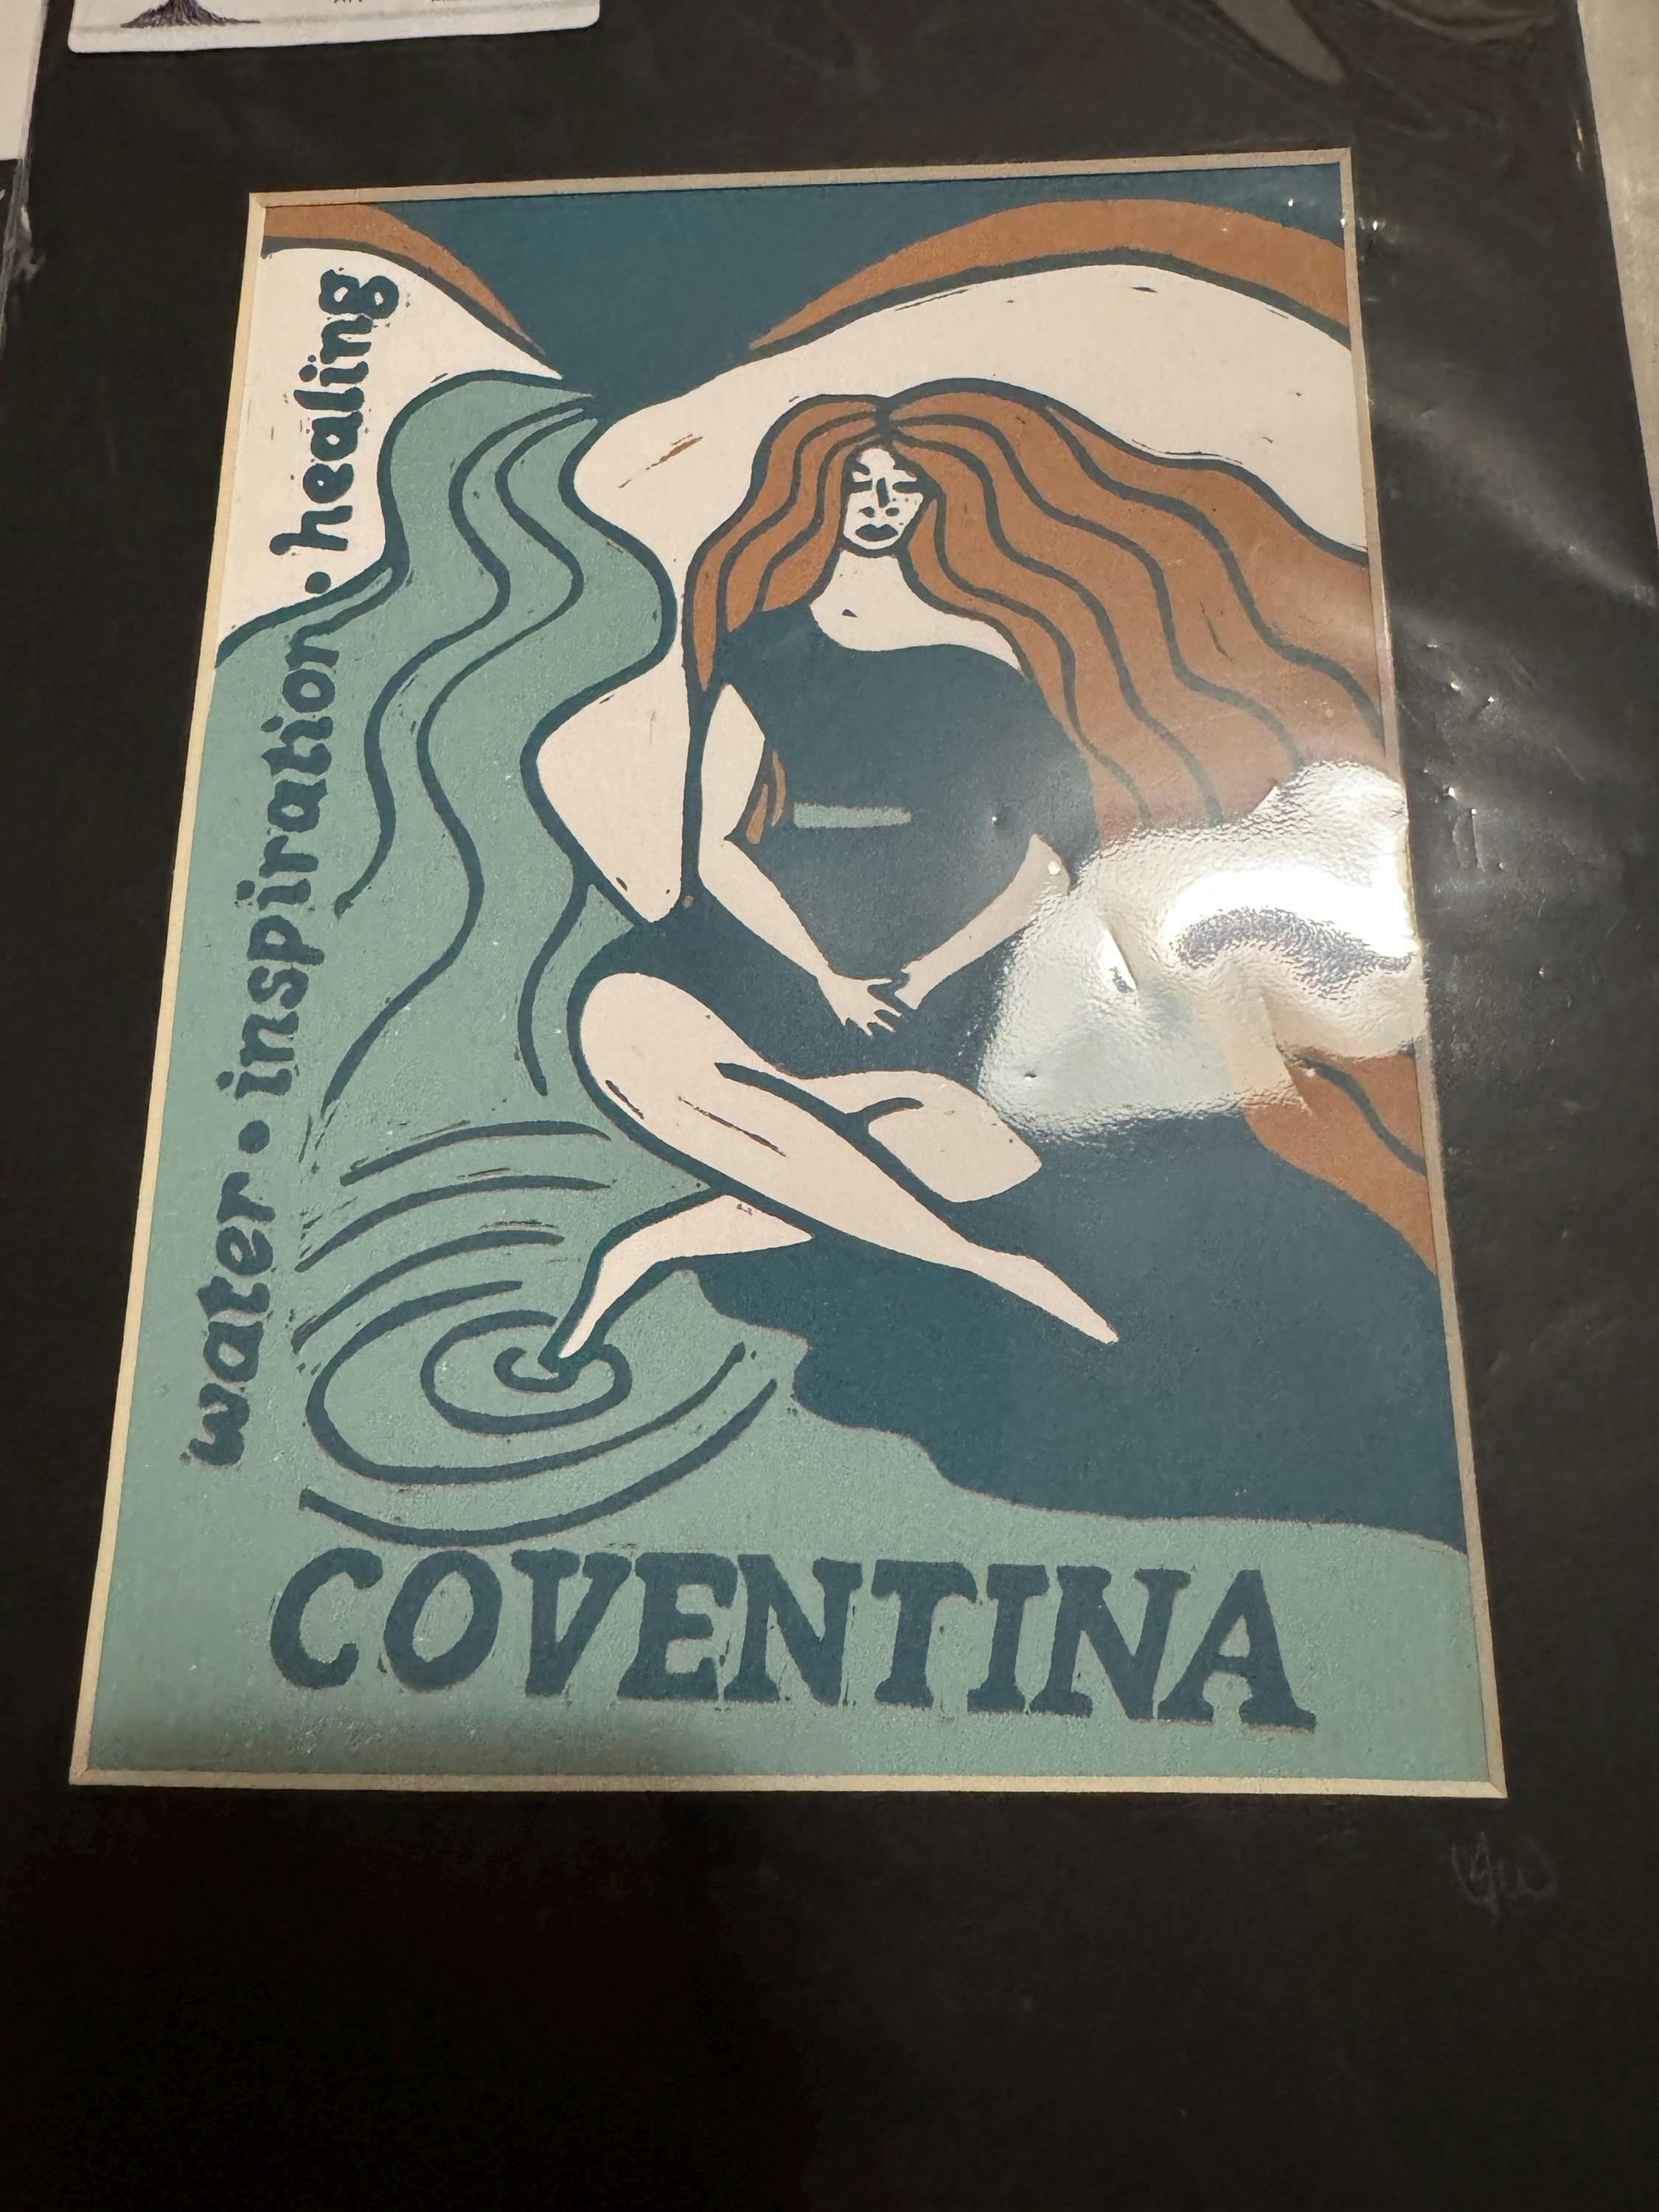 water • inspiration • healing
COVENTINA